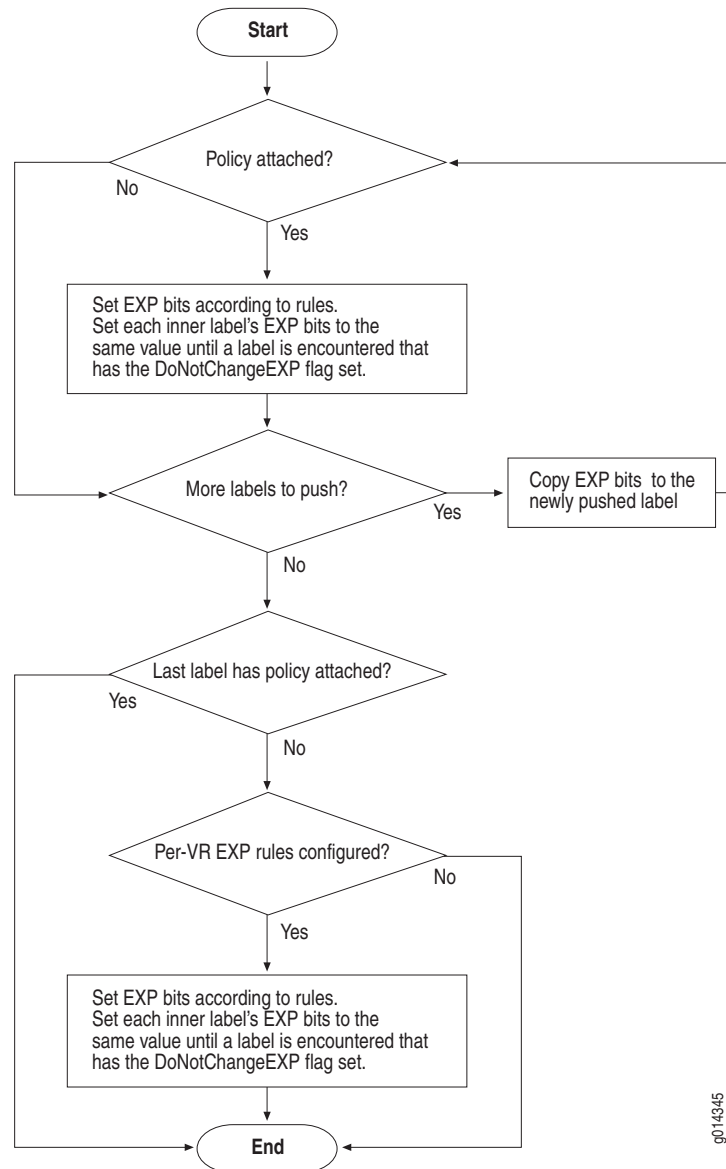 Start
Policy attached?
No
Yes
Set EXP bits according to rules.
Set each inner label's EXP bits to the
same value until a label is encountered that
has the DoNotChangeEXP flag set.
More labels to push?
Yes
Copy EXP bits to the
newly pushed label
No
Last label has policy attached?
Yes
No
Per-VR EXP rules configured?
No
Yes
Set EXP bits according to rules.
Set each inner label's EXP bits to the
same value until a label is encountered that
has the DoNotChangeEXP flag set.
End
g014345